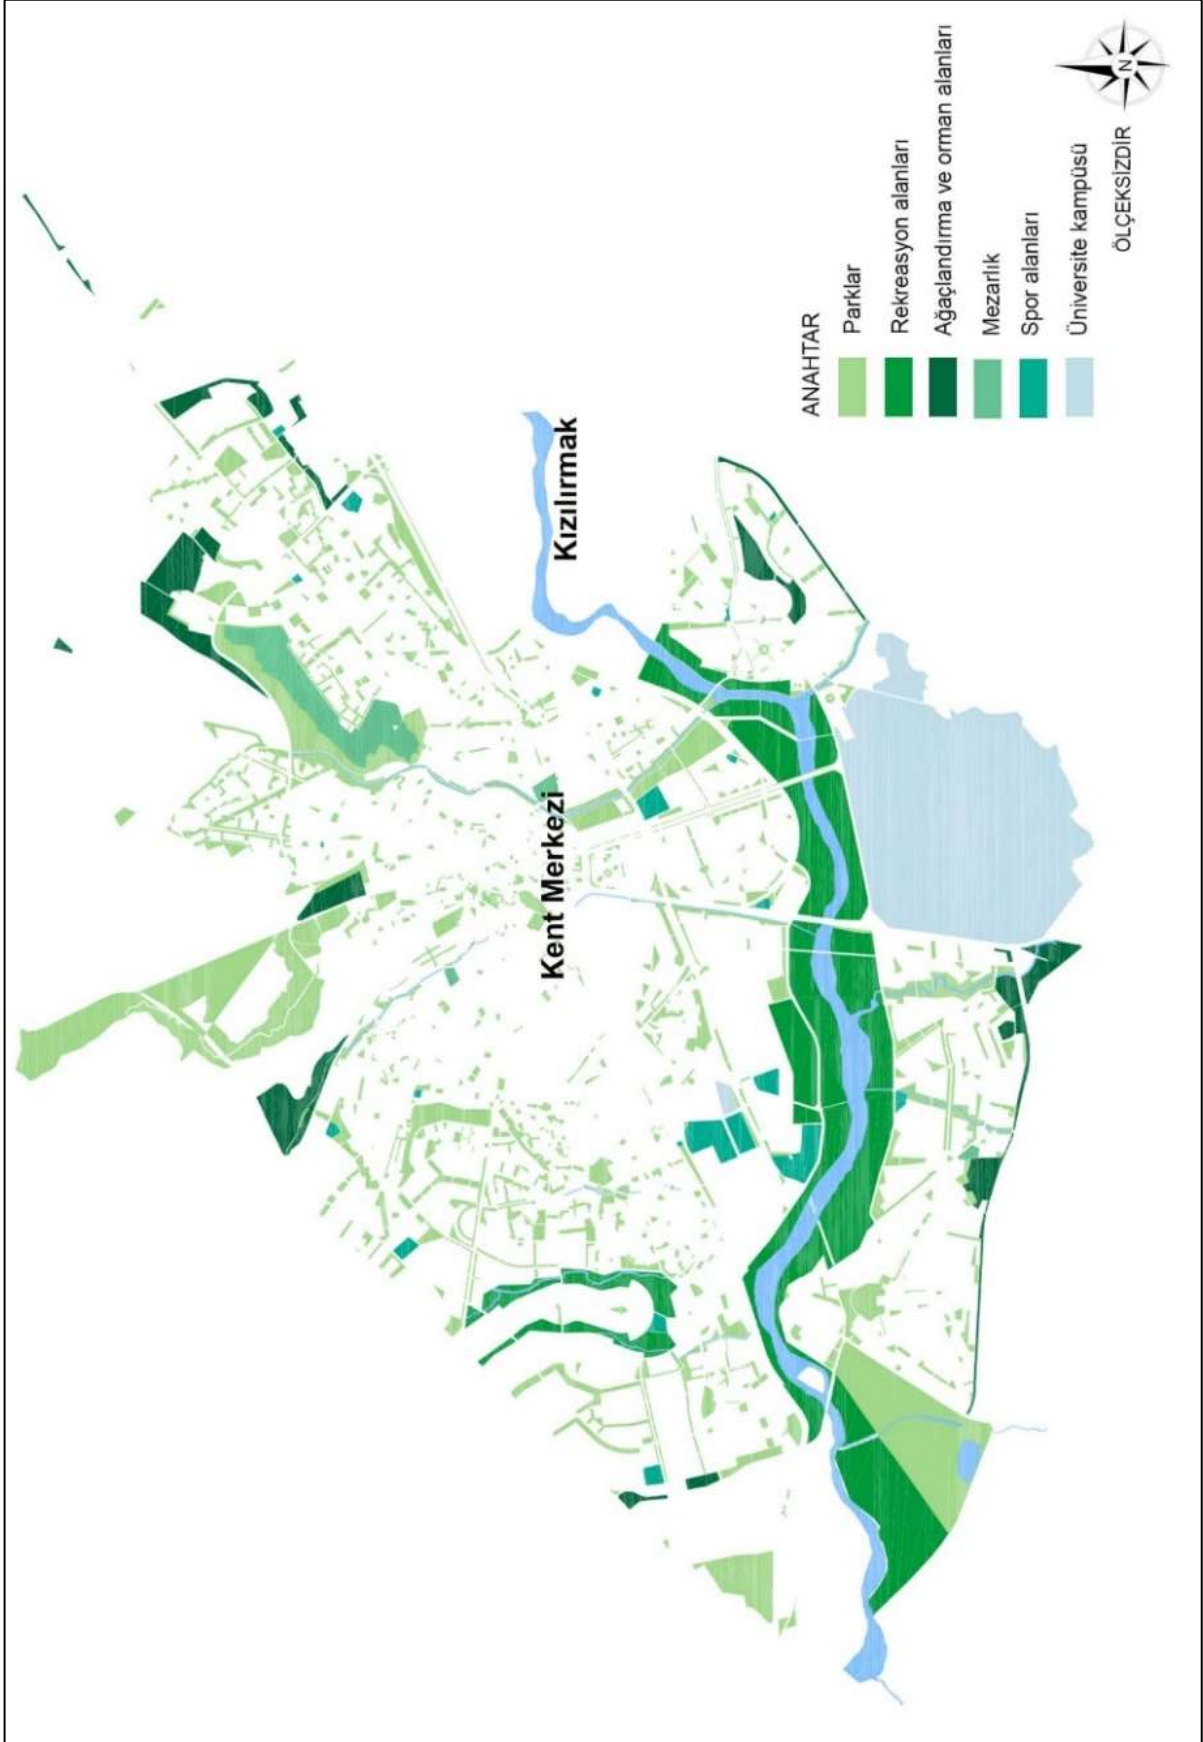 Kızılırmak
Kent Merkezi
ANAHTAR
Parklar
Rekreasyon alanları
Ağaçlandırma ve orman alanları
Mezarlık
Spor alanları
Üniversite kampüsü
ÖLÇEKSİZDİR
N